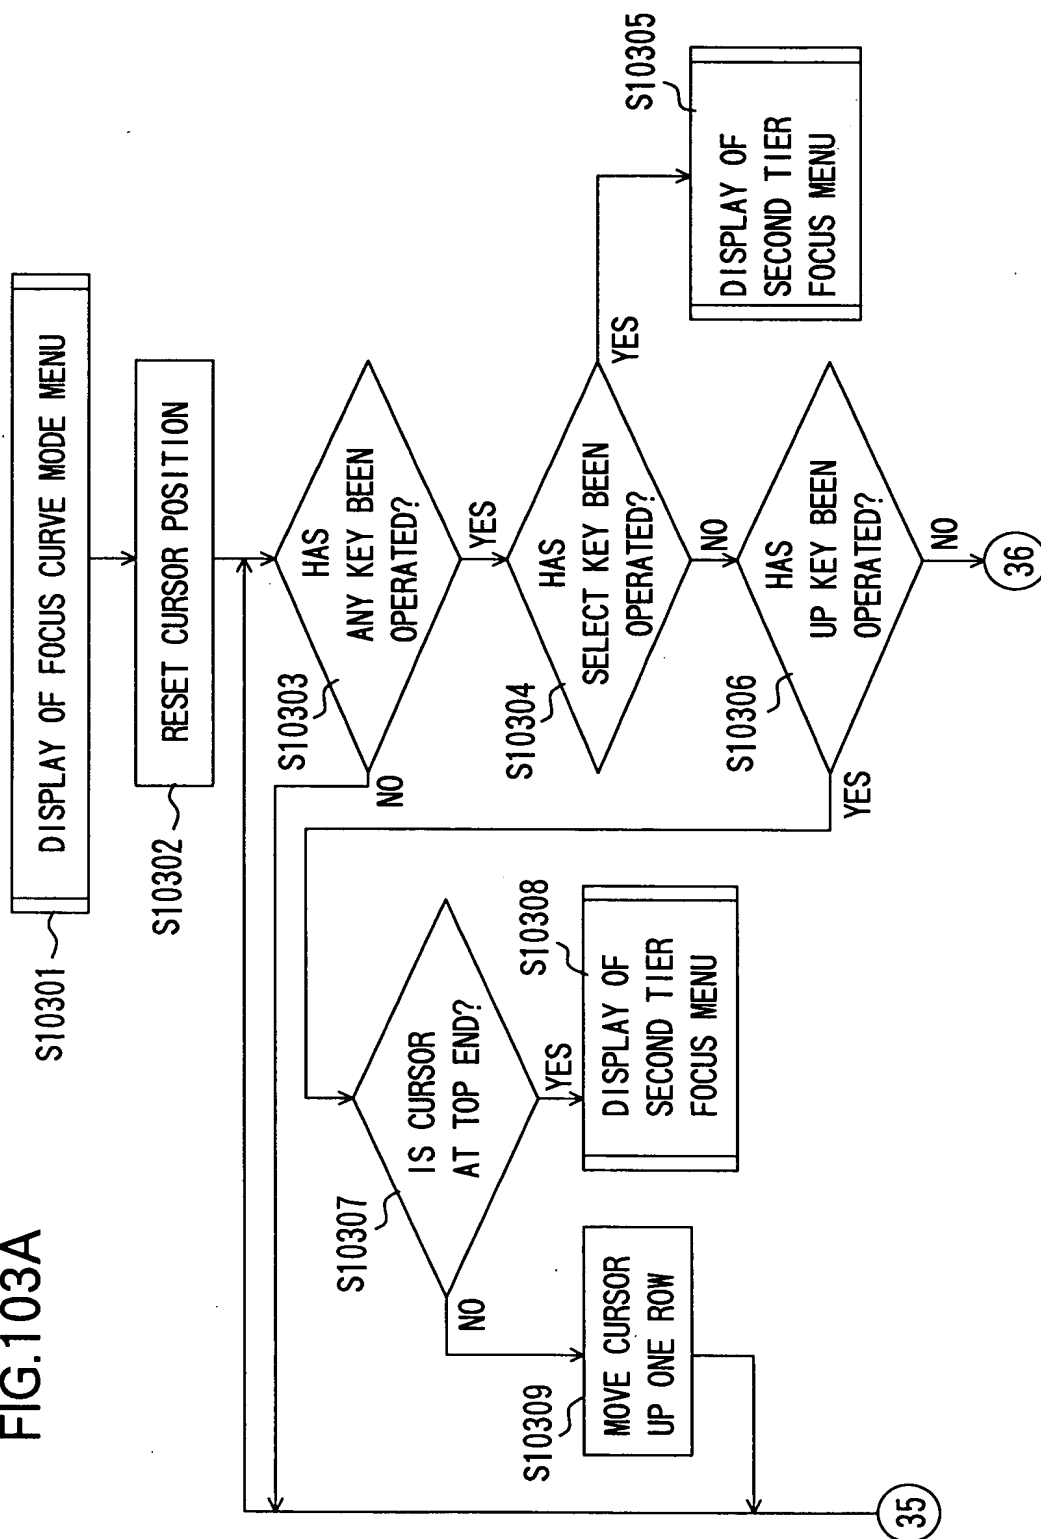 FIG.103A
S10301
DISPLAY OF FOCUS CURVE MODE MENU
S10302
RESET CURSOR POSITION
S10303
HAS
ANY KEY BEEN
OPERATED?
NO
YES
S10304
HAS
SELECT KEY BEEN
OPERATED?
YES
NO
S10305
DISPLAY OF
SECOND TIER
FOCUS MENU
S10306
HAS
UP KEY BEEN
OPERATED?
YES
NO
36
S10307
IS CURSOR
AT TOP END?
NO
YES
S10308
DISPLAY OF
SECOND TIER
FOCUS MENU
S10309
MOVE CURSOR
UP ONE ROW
35